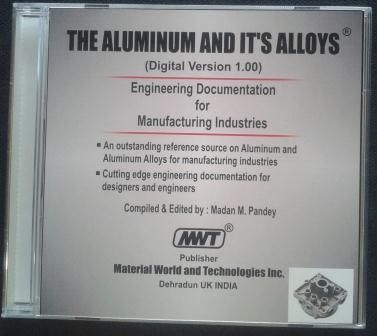 THE ALUMINUM AND IT'S ALLOYS®
(Digital Version 1.00)
Engineering Documentation
for
Manufacturing Industries
▪ An outstanding reference source on Aluminum and
Aluminum Alloys for manufacturing industries
▪ Cutting edge engineering documentation for
designers and engineers
Compiled & Edited by : Madan M. Pandey
MWT®
Publisher
Material World and Technologies Inc.
Dehradun UK INDIA